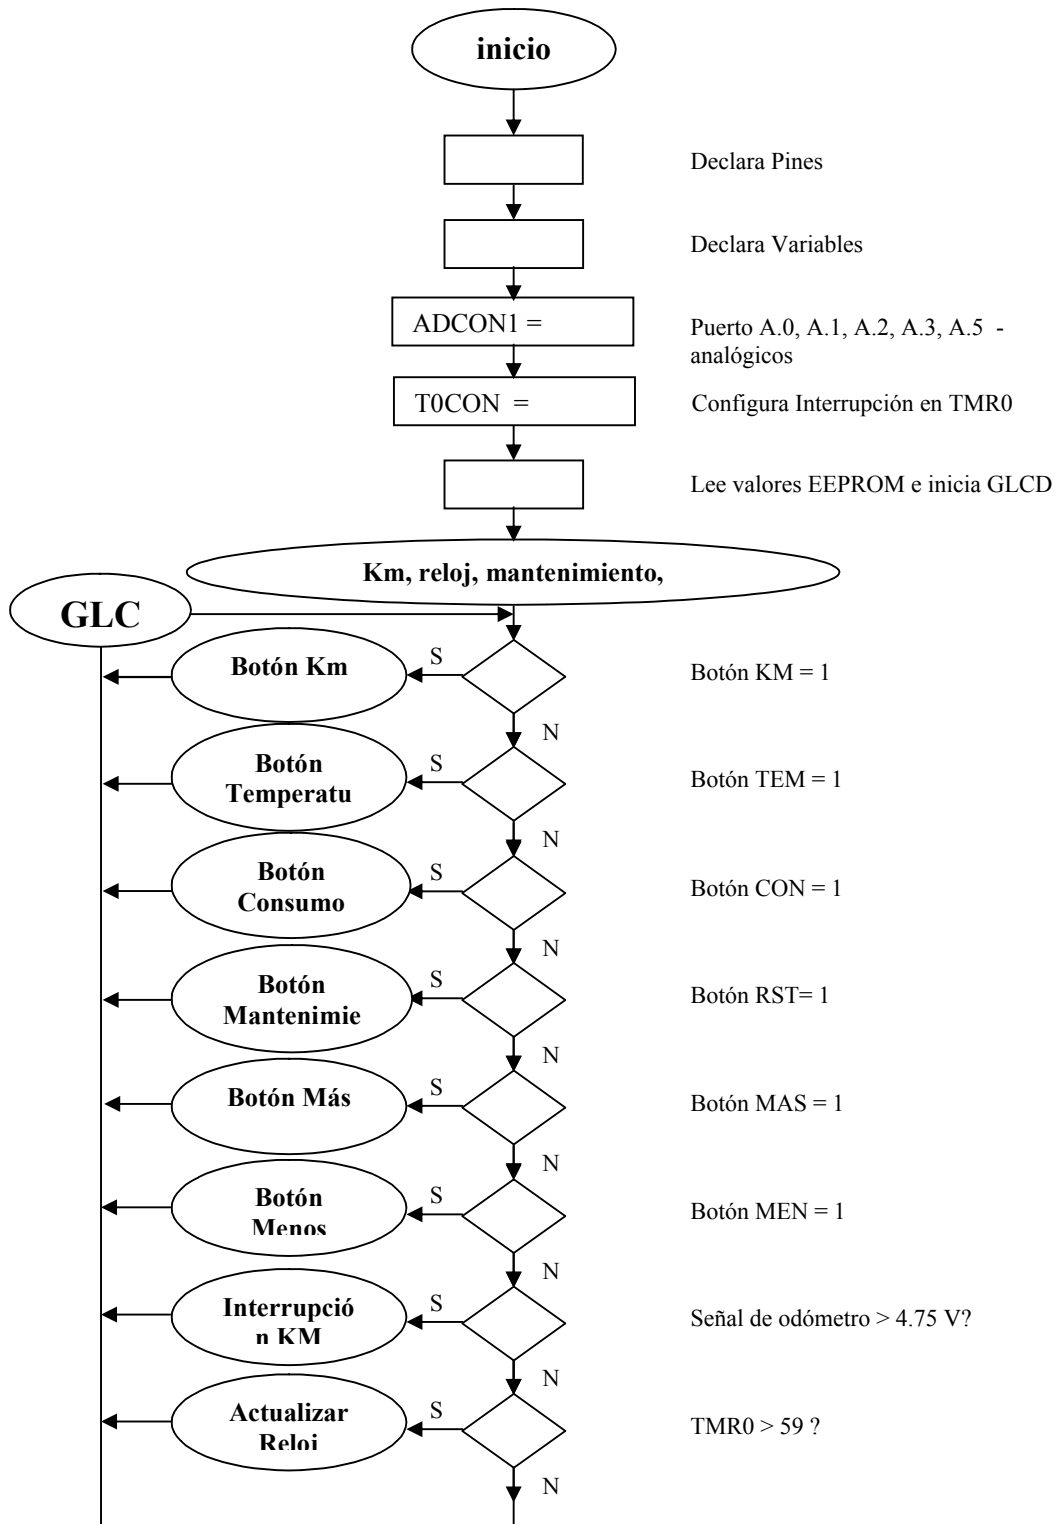 inicio
Declara Pines
Declara Variables
ADCON1 =
Puerto A.0, A.1, A.2, A.3, A.5 -
analógicos
T0CON =
Configura Interrupción en TMR0
Lee valores EEPROM e inicia GLCD
Km, reloj, mantenimiento,
GLC
Botón Km
S
Botón KM = 1
N
Botón
Temperatu
S
Botón TEM = 1
N
Botón
Consumo
S
Botón CON = 1
N
Botón
Mantenimie
S
Botón RST= 1
N
Botón Más
S
Botón MAS = 1
N
Botón
Menos
S
Botón MEN = 1
N
Interrupció
n KM
S
Señal de odómetro > 4.75 V?
N
Actualizar
Reloj
S
TMR0 > 59 ?
N